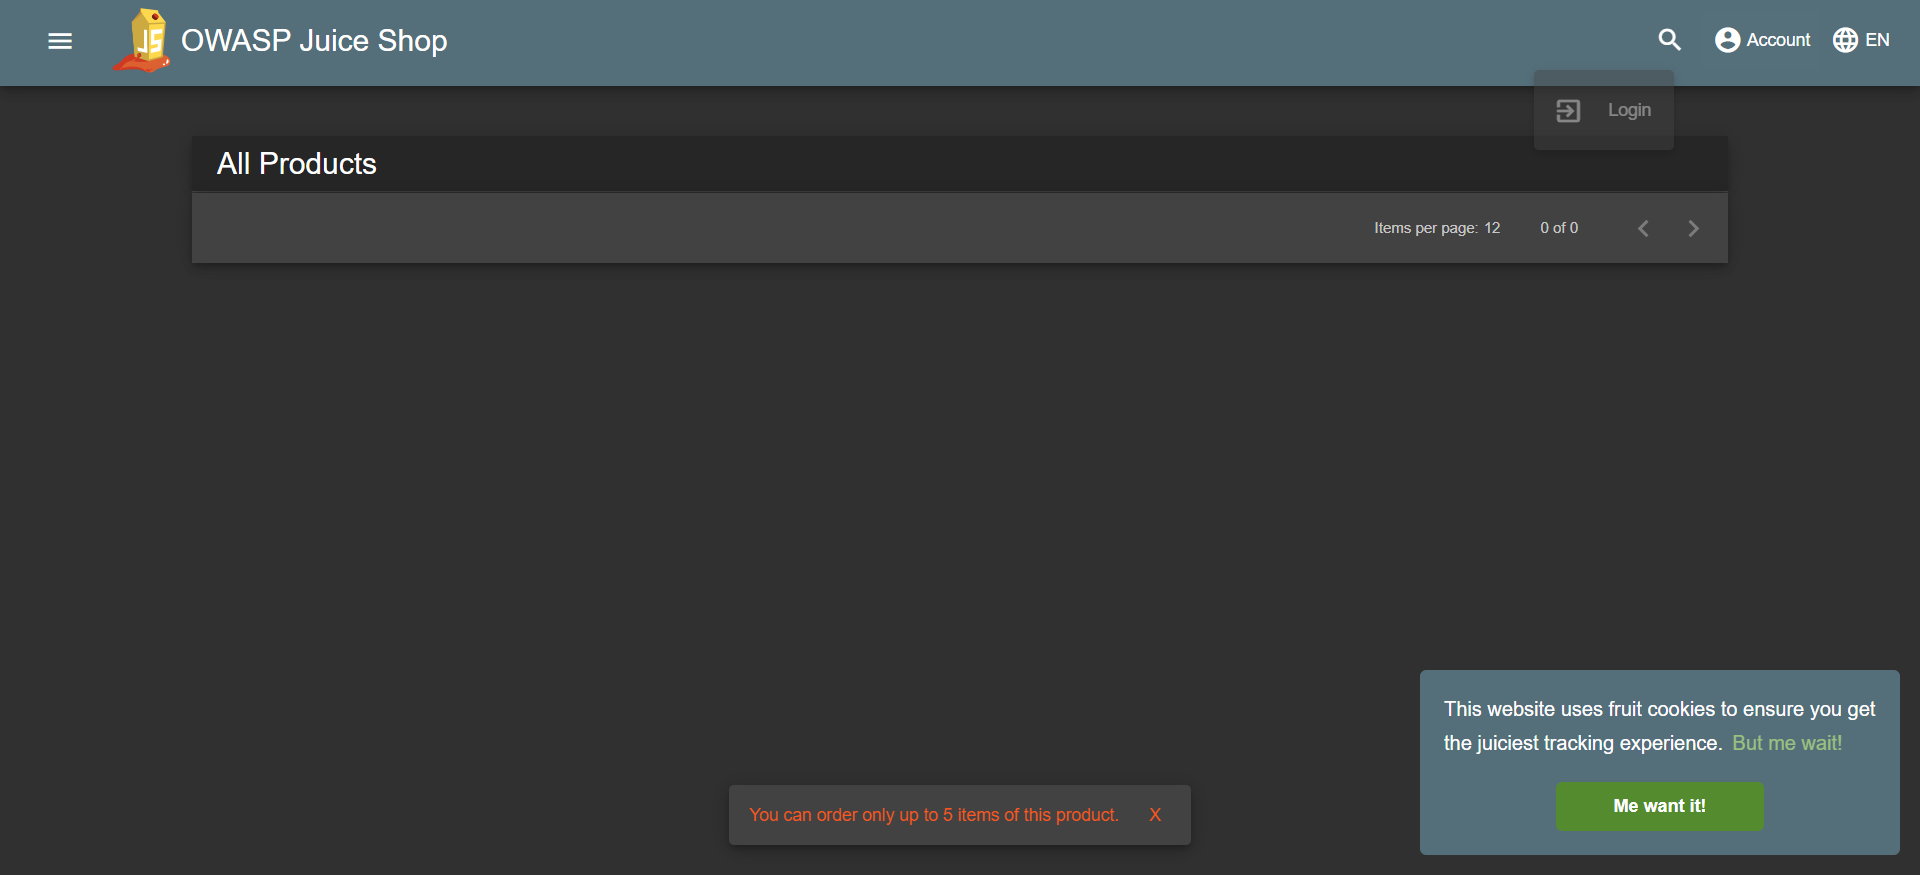 OWASP Juice Shop
Account
EN
Login
All Products
Items per page: 12
0 of 0
This website uses fruit cookies to ensure you get
the juiciest tracking experience. But me wait!
Me want it!
You can order only up to 5 items of this product.
X